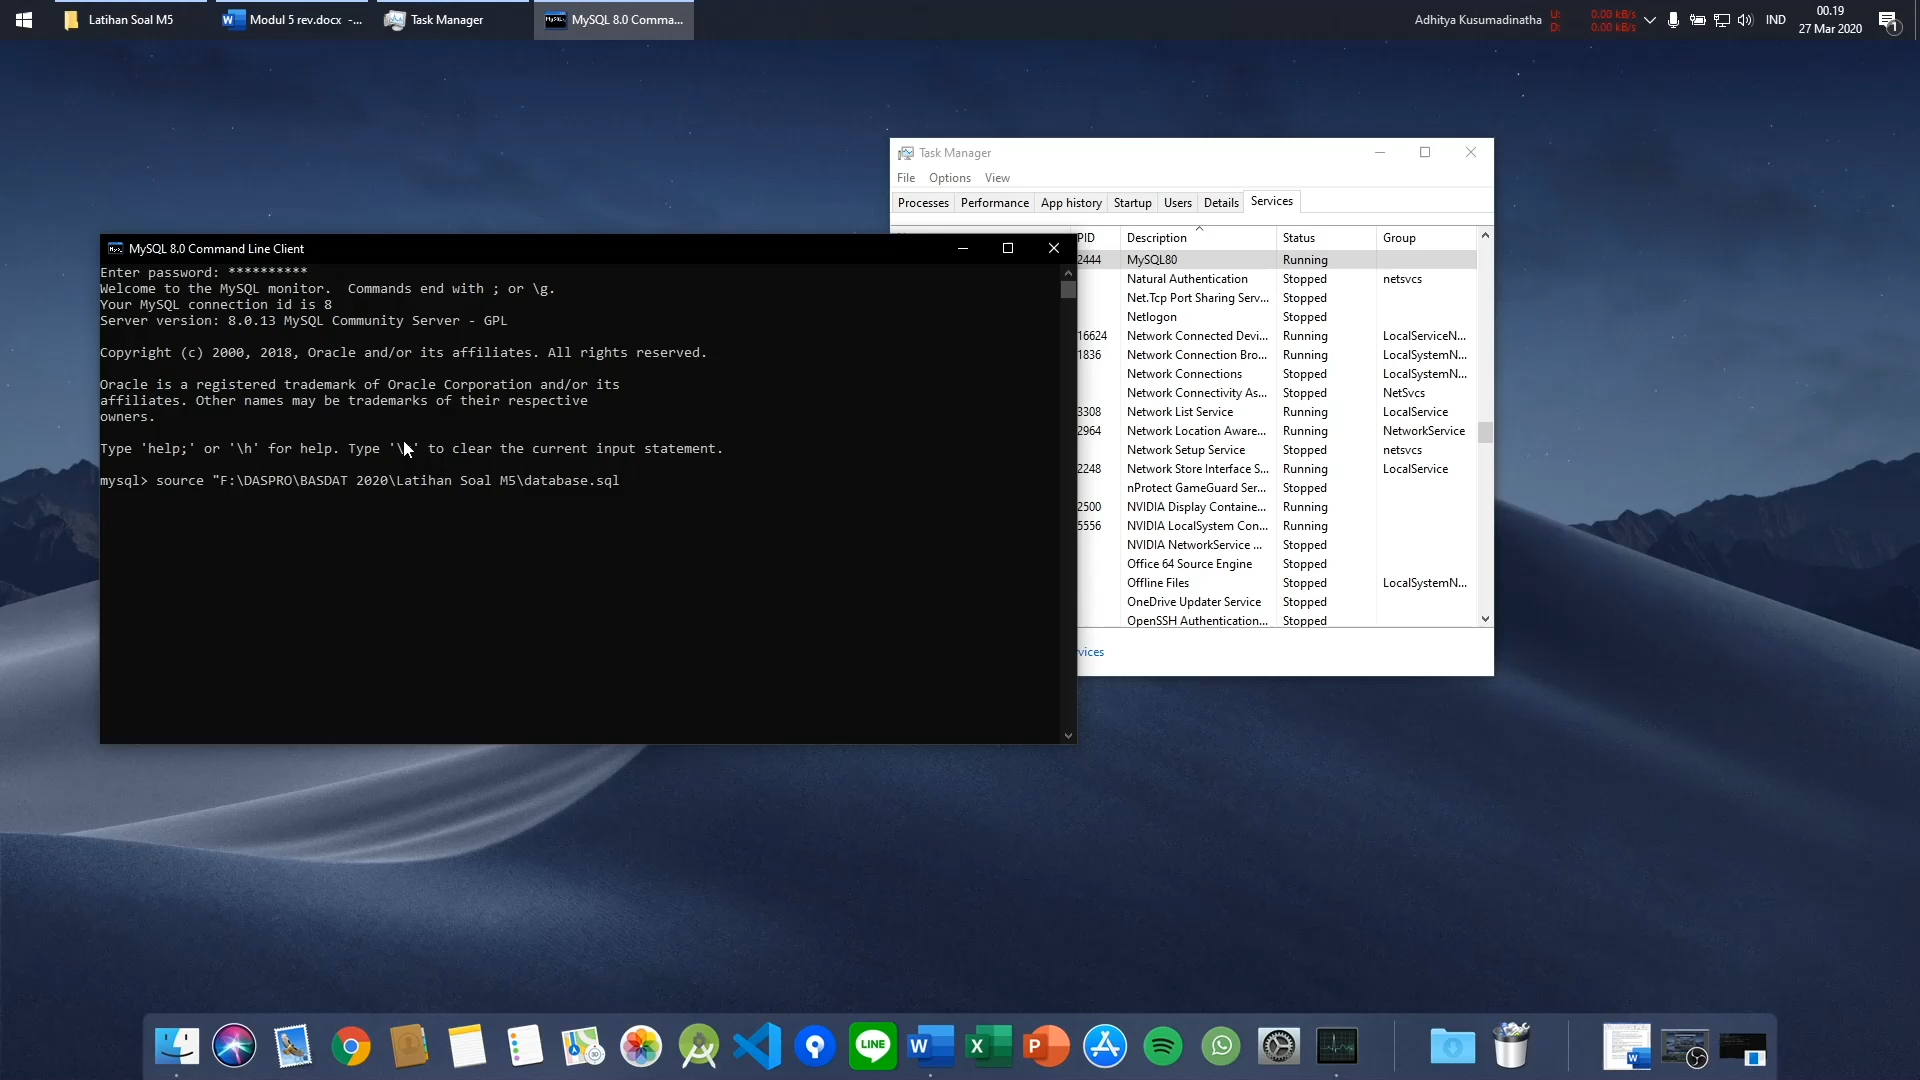 Latihan Soal M5
Modul 5 rev.docx -...
Task Manager
MySQL 8.0 Comma...
Adhitya Kusumadinatha
U: 0.00 kB/s
D: 0.00 kB/s
IND
00.19
27 Mar 2020
1
Task Manager
File Options View
Processes Performance App history Startup Users Details Services
PID Description Status Group
2444 MySQL80 Running
Natural Authentication Stopped netsvcs
Net.Tcp Port Sharing Serv... Stopped
Netlogon Stopped
16624 Network Connected Devi... Running LocalServiceN...
1836 Network Connection Bro... Running LocalSystemN...
Network Connections Stopped LocalSystemN...
Network Connectivity As... Stopped NetSvcs
3308 Network List Service Running LocalService
2964 Network Location Aware... Running NetworkService
Network Setup Service Stopped netsvcs
2248 Network Store Interface S... Running LocalService
nProtect GameGuard Ser... Stopped
2500 NVIDIA Display Containe... Running
5556 NVIDIA LocalSystem Con... Running
NVIDIA NetworkService ... Stopped
Office 64 Source Engine Stopped
Offline Files Stopped LocalSystemN...
OneDrive Updater Service Stopped
OpenSSH Authentication... Stopped
vices
MySQL 8.0 Command Line Client
Enter password: **********
Welcome to the MySQL monitor.  Commands end with ; or \g.
Your MySQL connection id is 8
Server version: 8.0.13 MySQL Community Server - GPL
Copyright (c) 2000, 2018, Oracle and/or its affiliates. All rights reserved.
Oracle is a registered trademark of Oracle Corporation and/or its
affiliates. Other names may be trademarks of their respective
owners.
Type 'help;' or '\h' for help. Type '\ ' to clear the current input statement.
mysql> source "F:\DASPRO\BASDAT 2020\Latihan Soal M5\database.sql
LINE
W
X
P
W